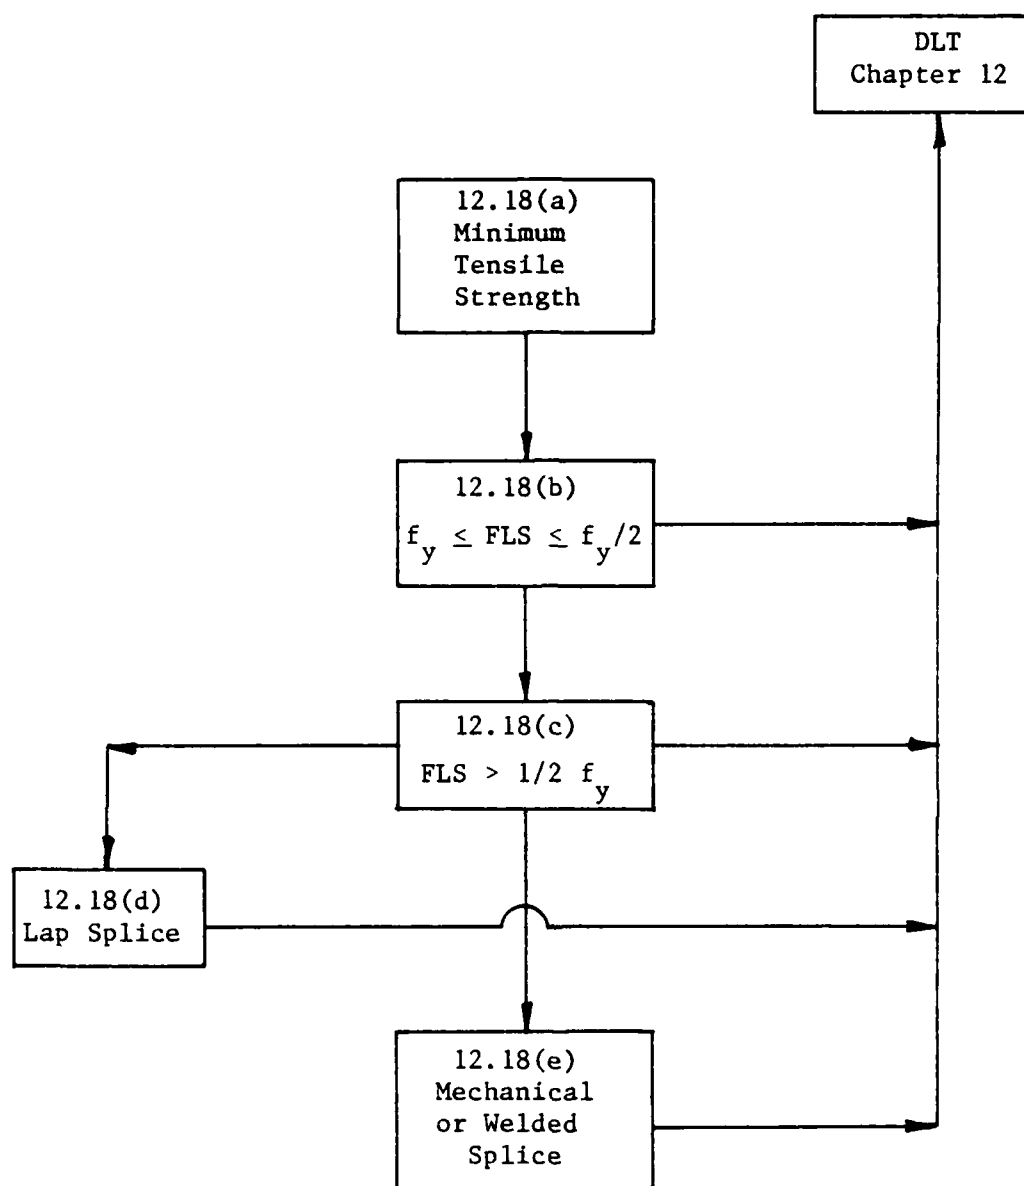 DLT
Chapter 12
12.18(a)
Minimum
Tensile
Strength
12.18(b)
f_y ≤ FLS ≤ f_y/2
12.18(c)
FLS > 1/2 f_y
12.18(d)
Lap Splice
12.18(e)
Mechanical
or Welded
Splice